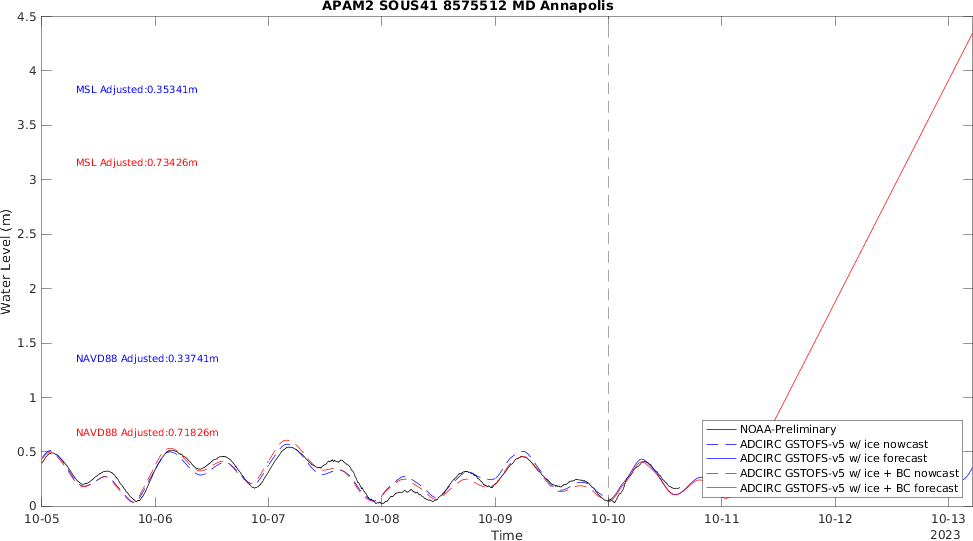 APAM2 SOUS41 8575512 MD Annapolis
4.5
4
3.5
3
2.5
2
1.5
1
0.5
0
Water Level (m)
MSL Adjusted:0.35341m
MSL Adjusted:0.73426m
NAVD88 Adjusted:0.33741m
NAVD88 Adjusted:0.71826m
NOAA-Preliminary
ADCIRC GSTOFS-v5 w/ ice nowcast
ADCIRC GSTOFS-v5 w/ ice forecast
ADCIRC GSTOFS-v5 w/ ice + BC nowcast
ADCIRC GSTOFS-v5 w/ ice + BC forecast
10-05 10-06 10-07 10-08 10-09 10-10 10-11 10-12 10-13
Time
2023